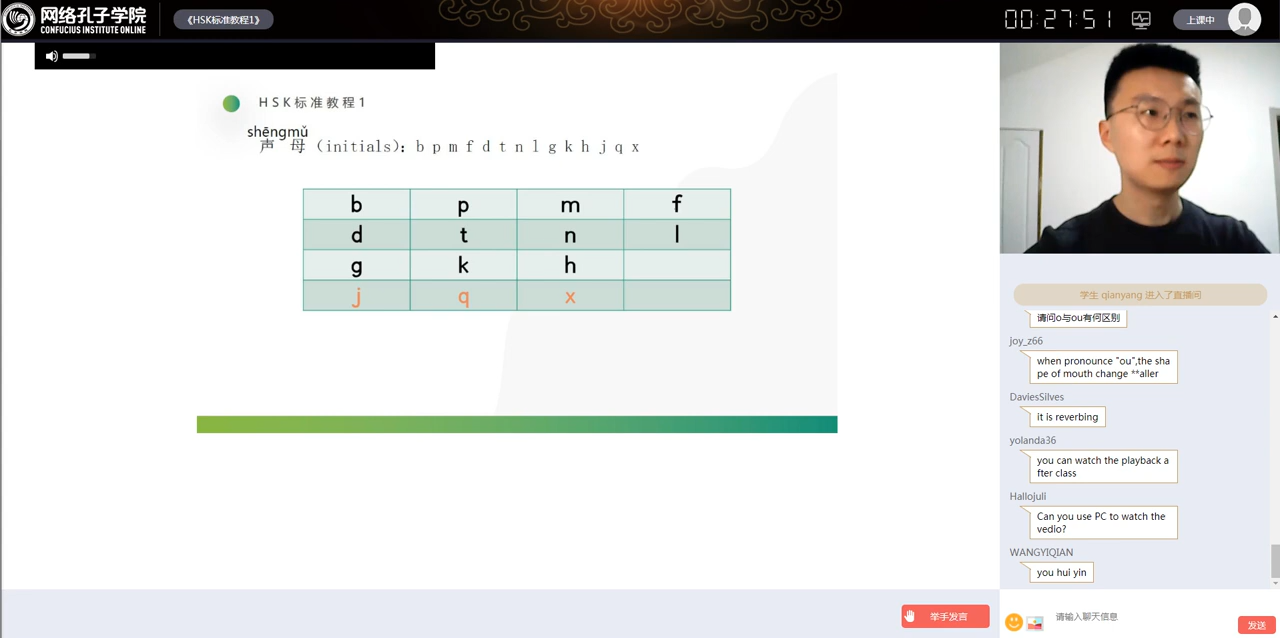 网络孔子学院
CONFUCIUS INSTITUTE ONLINE
《HSK标准教程1》
00:27:51
上课中
HSK标准教程1
shēngmǔ
声 母 (initials): b p m f d t n l g k h j q x
b p m f
d t n l
g k h
j q x
学生 qianyang 进入了直播间
请问o与ou有何区别
joy_z66
when pronounce "ou",the sha
pe of mouth change **aller
DaviesSilves
it is reverbing
yolanda36
you can watch the playback a
fter class
Hallojuli
Can you use PC to watch the
vedio?
WANGYIQIAN
you hui yin
举手发言
请输入聊天信息
发送